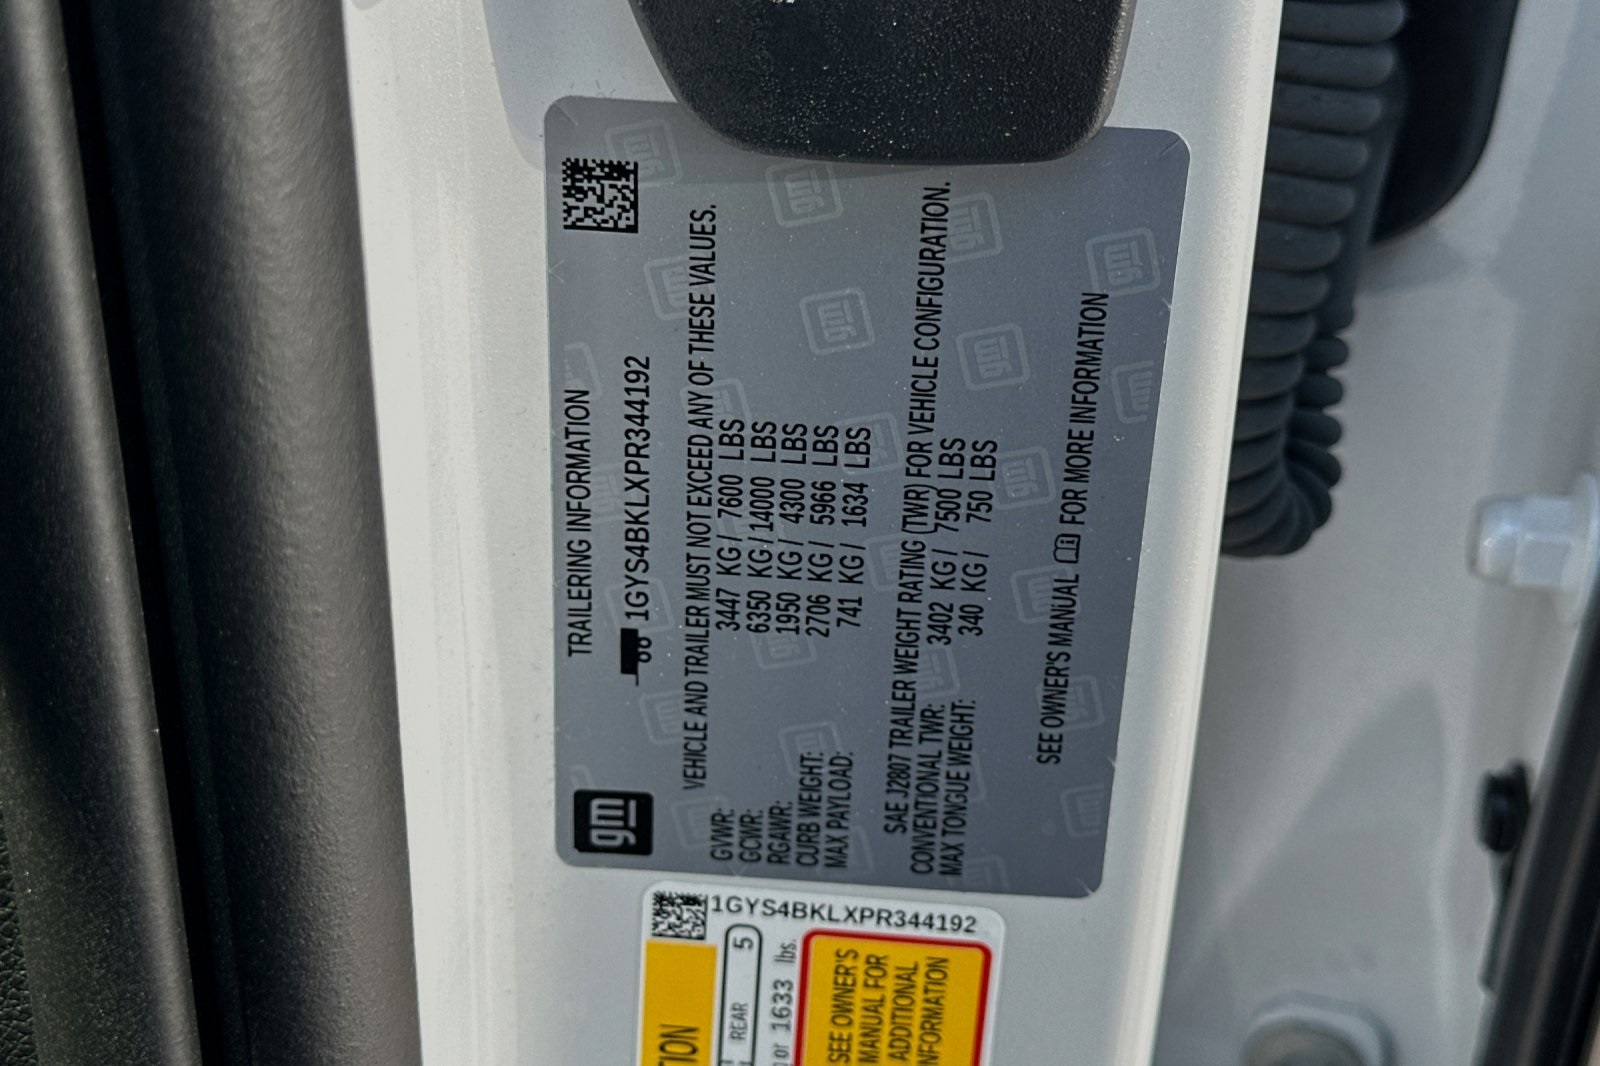 TRAILERING INFORMATION
gm
1GYS4BKLXPR344192
VEHICLE AND TRAILER MUST NOT EXCEED ANY OF THESE VALUES.
GVWR: 3447 KG / 7600 LBS
GCWR: 6350 KG / 14000 LBS
RGAWR: 1950 KG / 4300 LBS
CURB WEIGHT: 2706 KG / 5966 LBS
MAX PAYLOAD: 741 KG / 1634 LBS
SAE J2807 TRAILER WEIGHT RATING (TWR) FOR VEHICLE CONFIGURATION.
CONVENTIONAL TWR: 3402 KG / 7500 LBS
MAX TONGUE WEIGHT: 340 KG / 750 LBS
SEE OWNER'S MANUAL FOR MORE INFORMATION
1GYS4BKLXPR344192
REAR 5
or 1633 lbs.
SEE OWNER'S
MANUAL FOR
ADDITIONAL
INFORMATION